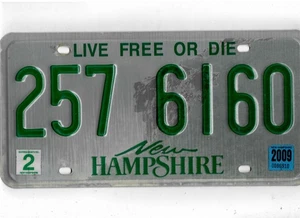 LIVE FREE OR DIE
257 6160
2
2009
New
HAMPSHIRE